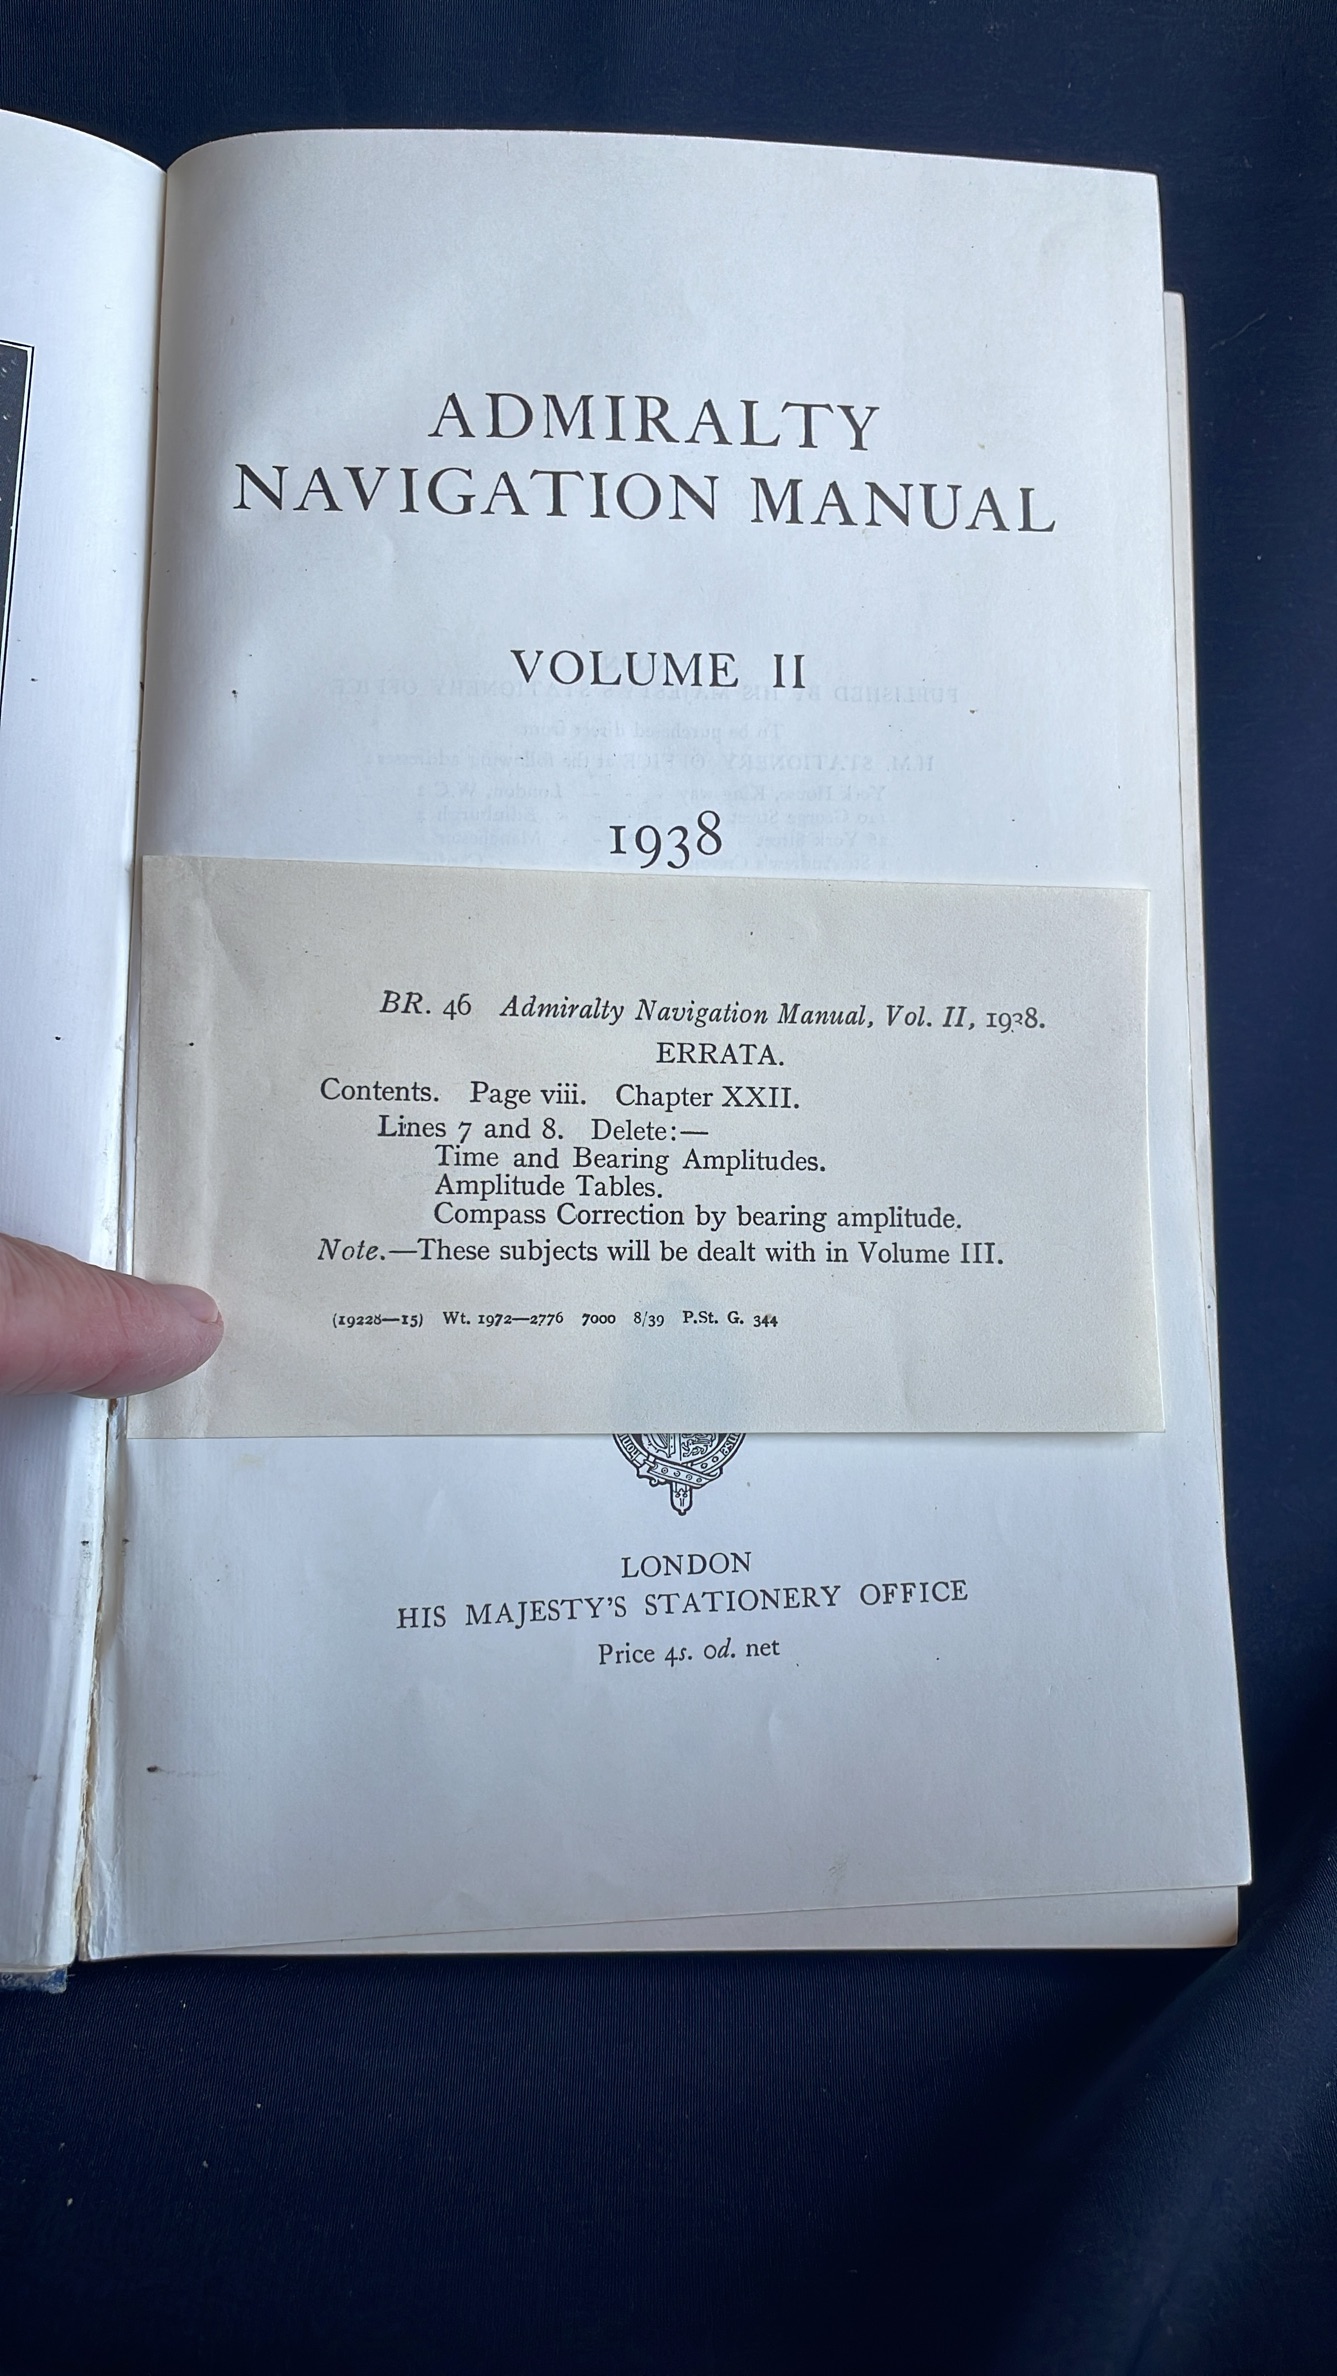 ADMIRALTY
NAVIGATION MANUAL
VOLUME II
1938
BR. 46 Admiralty Navigation Manual, Vol. II, 1938.
ERRATA.
Contents. Page viii. Chapter XXII.
Lines 7 and 8. Delete:—
Time and Bearing Amplitudes.
Amplitude Tables.
Compass Correction by bearing amplitude.
Note.—These subjects will be dealt with in Volume III.
(19228—15) Wt. 1972—2776 7000 8/39 P.St. G. 344
LONDON
HIS MAJESTY'S STATIONERY OFFICE
Price 4s. 0d. net